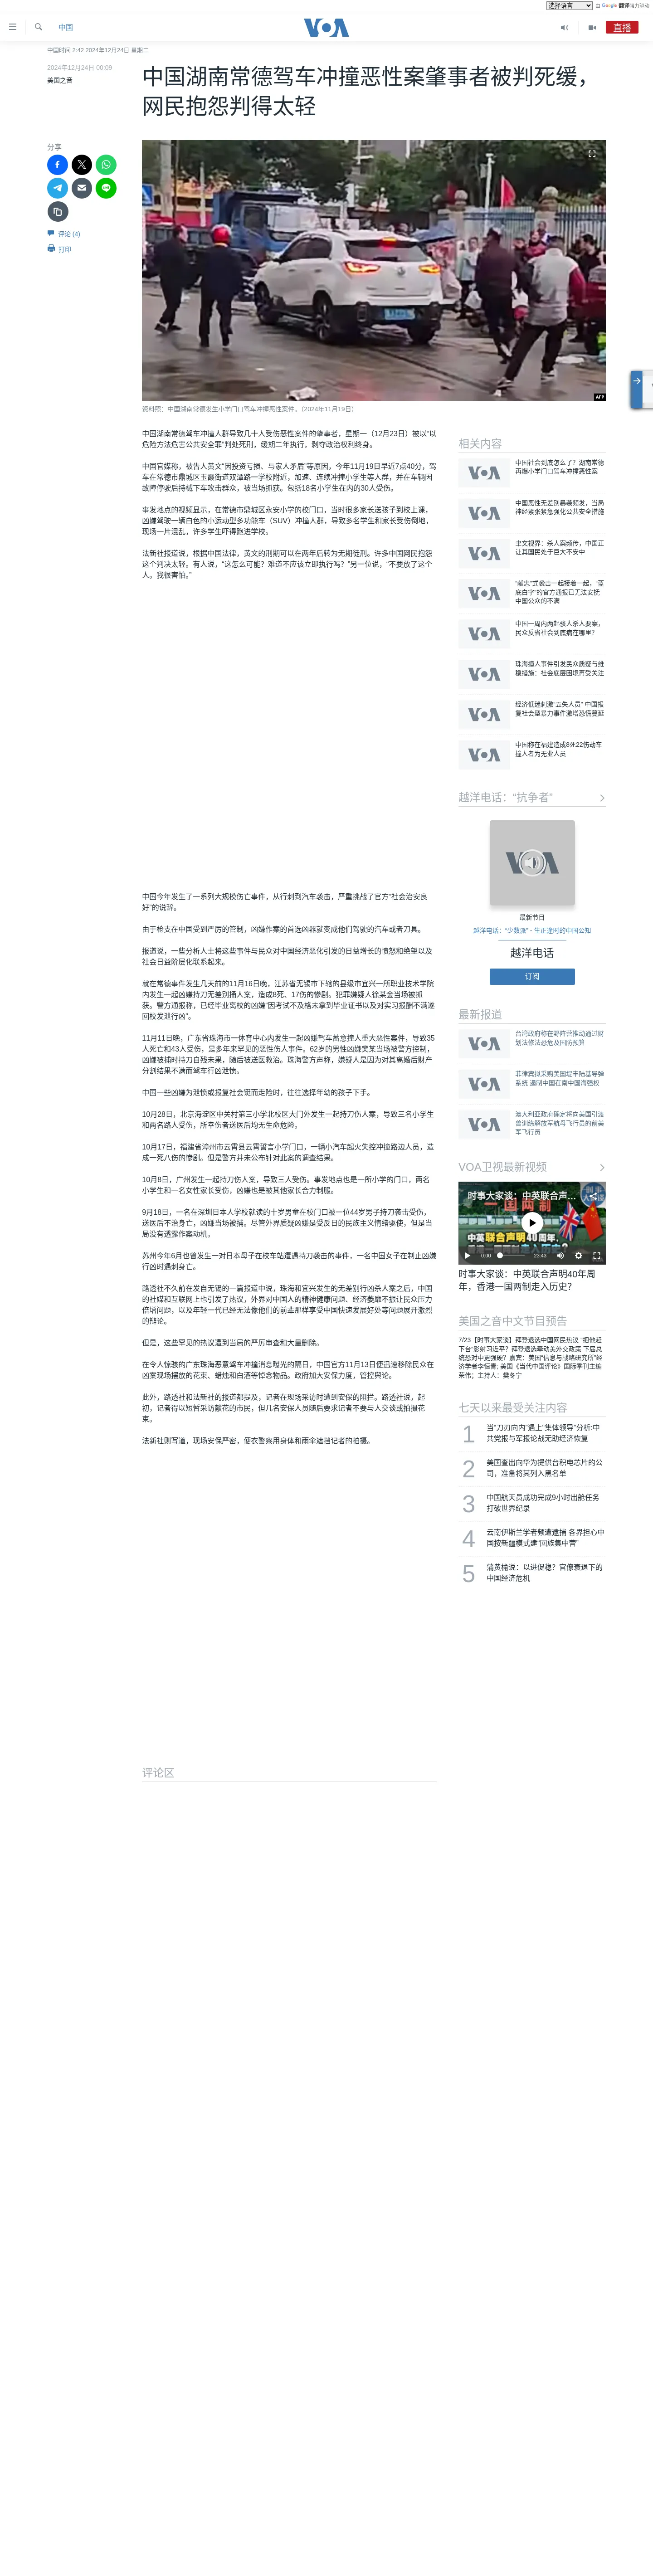 选择语言
由 Google 翻译强力驱动
中国
VOA
直播
中国时间 2:42 2024年12月24日 星期二
2024年12月24日 00:09
美国之音
中国湖南常德驾车冲撞恶性案肇事者被判死缓，
网民抱怨判得太轻
分享
评论 (4)
打印
AFP
资料照：中国湖南常德发生小学门口驾车冲撞恶性案件。（2024年11月19日）
中国湖南常德驾车冲撞人群导致几十人受伤恶性案件的肇事者，星期一（12月23日）被以“以
危险方法危害公共安全罪”判处死刑，缓期二年执行，剥夺政治权利终身。
中国官媒称，被告人黄文“因投资亏损、与家人矛盾”等原因，今年11月19日早近7点40分，驾
车在常德市鼎城区玉霞街道双潭路一学校附近，加速、连续冲撞小学生等人群，并在车辆因
故障停驶后持械下车攻击群众，被当场抓获。包括18名小学生在内的30人受伤。
事发地点的视频显示，在常德市鼎城区永安小学的校门口，当时很多家长送孩子到校上课，
凶嫌驾驶一辆白色的小运动型多功能车（SUV）冲撞人群，导致多名学生和家长受伤倒地，
现场一片混乱，许多学生吓得跑进学校。
法新社报道说，根据中国法律，黄文的刑期可以在两年后转为无期徒刑。许多中国网民抱怨
这个判决太轻。有人说，“这怎么可能？难道不应该立即执行吗？”另一位说，“不要放了这个
人。我很害怕。”
中国今年发生了一系列大规模伤亡事件，从行刺到汽车袭击，严重挑战了官方“社会治安良
好”的说辞。
由于枪支在中国受到严厉的管制，凶嫌作案的首选凶器就变成他们驾驶的汽车或者刀具。
报道说，一些分析人士将这些事件与民众对中国经济恶化引发的日益增长的愤怒和绝望以及
社会日益阶层化联系起来。
就在常德事件发生几天前的11月16日晚，江苏省无锡市下辖的县级市宜兴一所职业技术学院
内发生一起凶嫌持刀无差别捅人案，造成8死、17伤的惨剧。犯罪嫌疑人徐某金当场被抓
获。警方通报称，已经毕业离校的凶嫌“因考试不及格未拿到毕业证书以及对实习报酬不满遂
回校发泄行凶”。
11月11日晚，广东省珠海市一体育中心内发生一起凶嫌驾车蓄意撞人重大恶性案件，导致35
人死亡和43人受伤，是多年来罕见的恶性伤人事件。62岁的男性凶嫌樊某当场被警方控制，
凶嫌被捕时持刀自残未果，随后被送医救治。珠海警方声称，嫌疑人是因为对其离婚后财产
分割结果不满而驾车行凶泄愤。
中国一些凶嫌为泄愤或报复社会铤而走险时，往往选择年幼的孩子下手。
10月28日，北京海淀区中关村第三小学北校区大门外发生一起持刀伤人案，导致三名小学生
和两名路人受伤，所幸伤者送医后均无生命危险。
10月17日，福建省漳州市云霄县云霄誓言小学门口，一辆小汽车起火失控冲撞路边人员，造
成一死八伤的惨剧。但是警方并未公布针对此案的调查结果。
10月8日，广州发生一起持刀伤人案，导致三人受伤。事发地点也是一所小学的门口，两名
小学生和一名女性家长受伤，凶嫌也是被其他家长合力制服。
9月18日，一名在深圳日本人学校就读的十岁男童在校门口被一位44岁男子持刀袭击受伤，
送医后不治身亡，凶嫌当场被捕。尽管外界质疑凶嫌是受反日的民族主义情绪驱使，但是当
局没有透露作案动机。
苏州今年6月也曾发生一对日本母子在校车站遭遇持刀袭击的事件，一名中国女子在制止凶嫌
行凶时遇刺身亡。
路透社不久前在发自无锡的一篇报道中说，珠海和宜兴发生的无差别行凶杀人案之后，中国
的社媒和互联网上也引发了热议，外界对中国人的精神健康问题、经济萎靡不振让民众压力
倍增问题，以及年轻一代已经无法像他们的前辈那样享受中国快速发展好处等问题展开激烈
的辩论。
但是，这些罕见的热议遭到当局的严厉审查和大量删除。
在令人惊骇的广东珠海恶意驾车冲撞消息曝光的隔日，中国官方11月13日便迅速移除民众在
凶案现场摆放的花束、蜡烛和白酒等悼念物品。政府加大安保力度，管控舆论。
此外，路透社和法新社的报道都提及，记者在现场采访时遭到安保的阻拦。路透社说，起
初，记者得以短暂采访献花的市民，但几名安保人员随后要求记者不要与人交谈或拍摄花
束。
法新社则写道，现场安保严密，便衣警察用身体和雨伞遮挡记者的拍摄。
评论区
相关内容
中国社会到底怎么了？湖南常德
再爆小学门口驾车冲撞恶性案
中国恶性无差别暴袭频发，当局
神经紧张紧急强化公共安全措施
聿文视界：杀人案频传，中国正
让其国民处于巨大不安中
“献忠”式袭击一起接着一起，“蓝
底白字”的官方通报已无法安抚
中国公众的不满
中国一周内两起骇人杀人要案，
民众反省社会到底病在哪里？
珠海撞人事件引发民众质疑与维
稳措施：社会底层困境再受关注
经济低迷刺激“五失人员” 中国报
复社会型暴力事件激增恐慌蔓延
中国称在福建造成8死22伤劫车
撞人者为无业人员
越洋电话：“抗争者”
最新节目
越洋电话：“少数派” - 生正逢时的中国公知
越洋电话
订阅
最新报道
台湾政府称在野阵营推动通过财
划法修法恐危及国防预算
菲律宾拟采购美国堤丰陆基导弹
系统 遏制中国在南中国海强权
澳大利亚政府确定将向美国引渡
曾训练解放军航母飞行员的前美
军飞行员
VOA卫视最新视频
时事大家谈：中英联合声...
一国两制
中英联合声明40周年,
0:00
23:43
时事大家谈：中英联合声明40年周
年，香港一国两制走入历史？
美国之音中文节目预告
7/23【时事大家谈】拜登退选中国网民热议 “把他赶
下台”影射习近平？拜登退选牵动美外交政策 下届总
统恐对中更强硬？嘉宾：美国“信息与战略研究所”经
济学者李恒青; 美国《当代中国评论》国际季刊主编
荣伟；主持人：樊冬宁
七天以来最受关注内容
1
当“刀刃向内”遇上“集体领导”分析:中
共党报与军报论战无助经济恢复
2
美国查出向华为提供台积电芯片的公
司，准备将其列入黑名单
3
中国航天员成功完成9小时出舱任务
打破世界纪录
4
云南伊斯兰学者频遭逮捕 各界担心中
国按新疆模式建“回族集中营”
5
蒲黄榆说：以进促稳？官僚衰退下的
中国经济危机